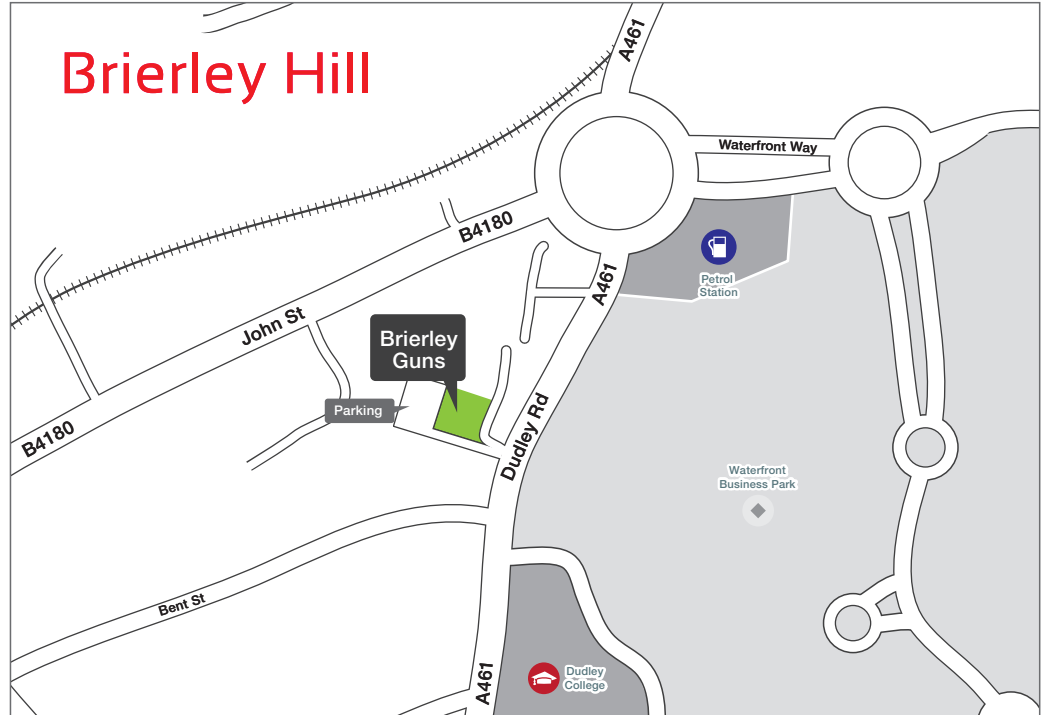 Brierley Hill
A461
Waterfront Way
B4180
Petrol
Station
A461
John St
Brierley
Guns
Parking
B4180
Dudley Rd
Waterfront
Business Park
Bent St
A461
Dudley
College